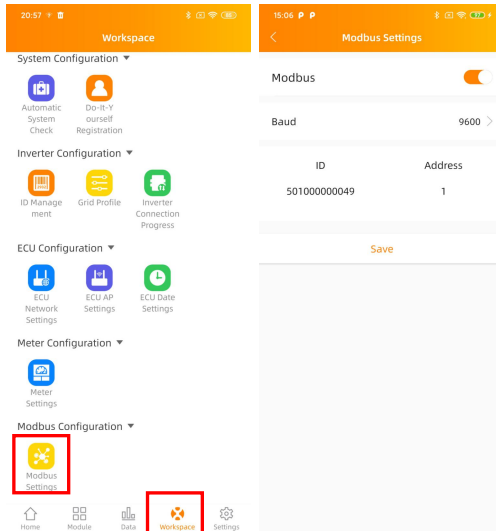 20:57
Workspace
System Configuration ▼
Automatic
System
Check
Do-It-Y
ourself
Registration
Inverter Configuration ▼
ID Manage
ment
Grid Profile
Inverter
Connection
Progress
ECU Configuration ▼
ECU
Network
Settings
ECU AP
Settings
ECU Date
Settings
Meter Configuration ▼
Meter
Settings
Modbus Configuration ▼
Modbus
Settings
Home
Module
Data
Workspace
Settings
15:06 P P
Modbus Settings
Modbus
Baud 9600
ID Address
501000000049 1
Save